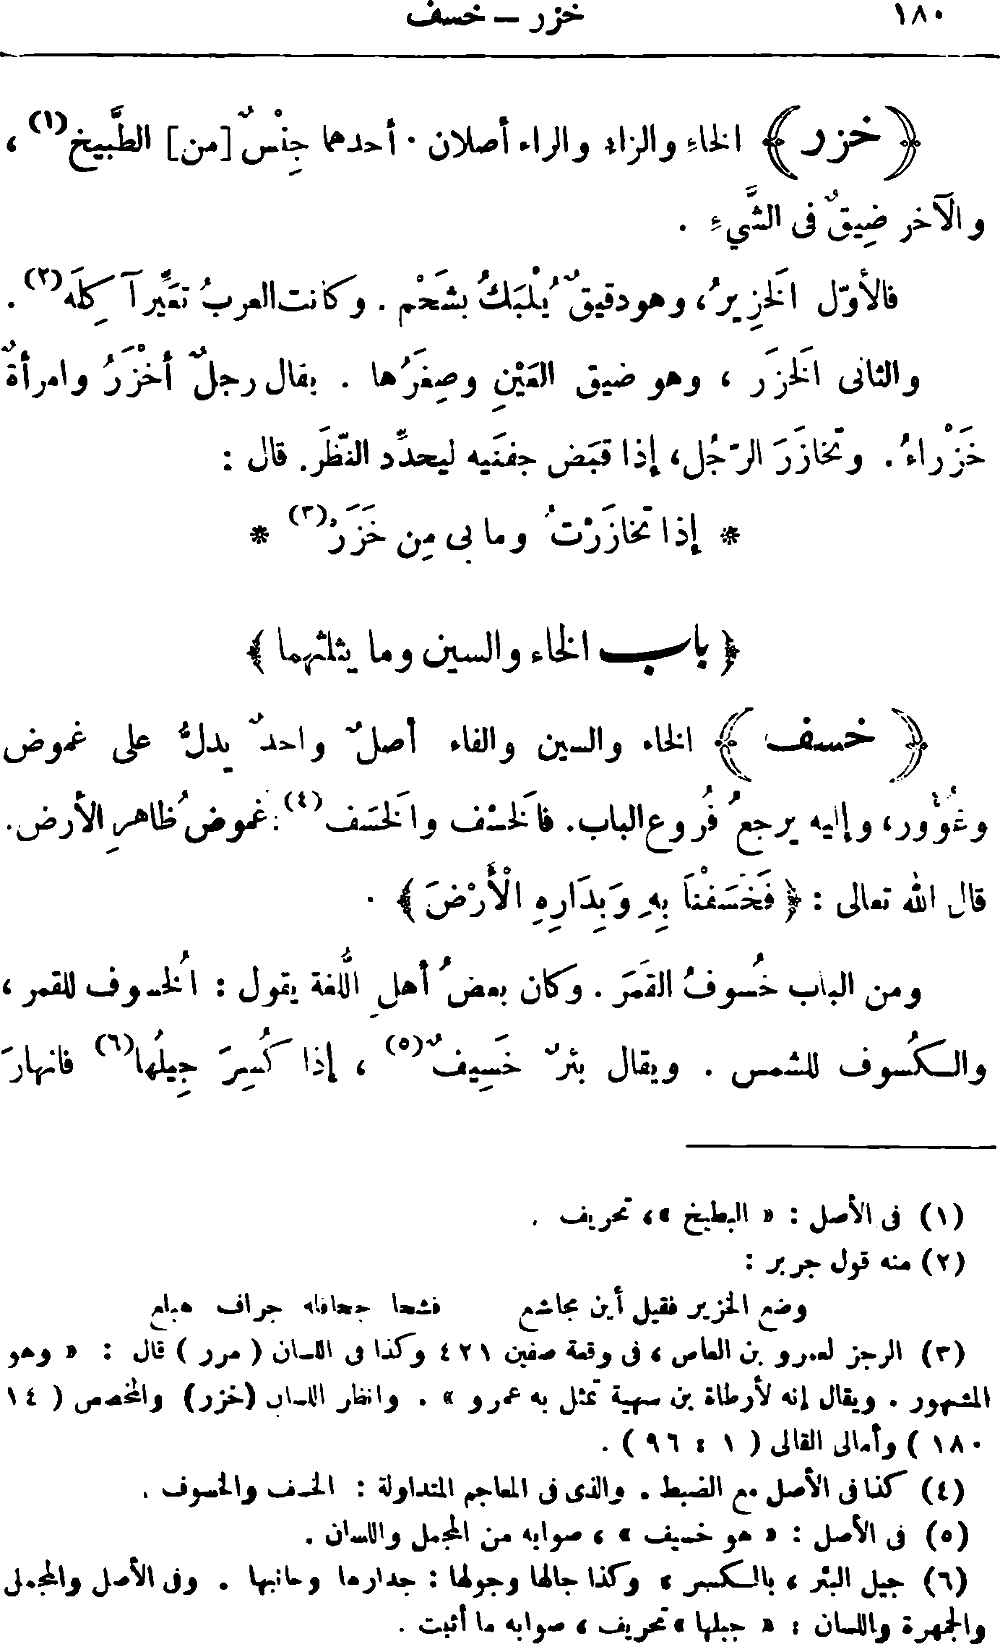 ١٨٠
خزر — خسف
﴿ خزر ﴾ الخاء والزاء والراء أصلان . أحدهما جِنْسٌ [من] الطَّبيخ(١) ،
والآخر ضِيقٌ فى الشَّىءِ .
فالأوّل الخَزِيرُ، وهو دقيقٌ يُلْبَكُ بشَحْم . وكانت العربُ تعَيِّر آكِلَه(٢) .
والثانى الخَزَر ، وهو ضيق العَيْنِ وصِغَرُها . يقال رجلٌ أخْزَرُ وامرأةٌ
خَزْراءُ . وتخازَرَ الرّجُل، إذا قبَض جفنَيه ليحدِّد النّظَر. قال :
* إذا تخازَرْتُ وما بى مِن خَزَرْ(٣) *
﴿ باب الخاء والسين وما يثلثهما ﴾
﴿ خسف ﴾ الخاء والسين والفاء أصلٌ واحدٌ يدلُّ على غموض
وغُؤُور، وإليه يرجعُ فُروع الباب. فالخَسْف والخَسَف(٤): غموضُ ظاهرِ الأرض.
قال الله تعالى : ﴿ فَخَسَفْنَا بِهِ وَبِدَارِهِ الْأَرْضَ ﴾ .
ومن الباب خُسوفُ القمَرَ . وكان بعضُ أهلِ اللُّغة يقول : الخُسوف للقمر ،
والكُسوف للشمس . ويقال بئرٌ خَسِيفٌ(٥) ، إذا كُسِرَ جِيلُها(٦) فانهارَ
(١) فى الأصل : « البطيخ »، تحريف .
(٢) منه قول جرير :
وضع الخزير فقيل أين مجاشع فشحا جحافله جراف هبلع
(٣) الرجز لعمرو بن العاص ، فى وقعة صفين ٤٢١ وكذا فى اللسان ( مرر ) قال : « وهو
المشهور . ويقال إنه لأرطاة بن سهية تمثل به عمرو » . وانظر اللسان (خزر) والمخصص ( ١٤
١٨٠ ) وأمالى القالى ( ١ : ٩٦ ) .
(٤) كذا فى الأصل مع الضبط . والذى فى المعاجم المتداولة : الخسف والخسوف .
(٥) فى الأصل : « هو خسيف » ، صوابه من المجمل واللسان .
(٦) جيل البئر ، بالكسر ، وكذا جالها وجولها : جدارها وجانبها . وفى الأصل والمجمل
والجمهرة واللسان : « جبلها » تحريف ، صوابه ما أثبت .